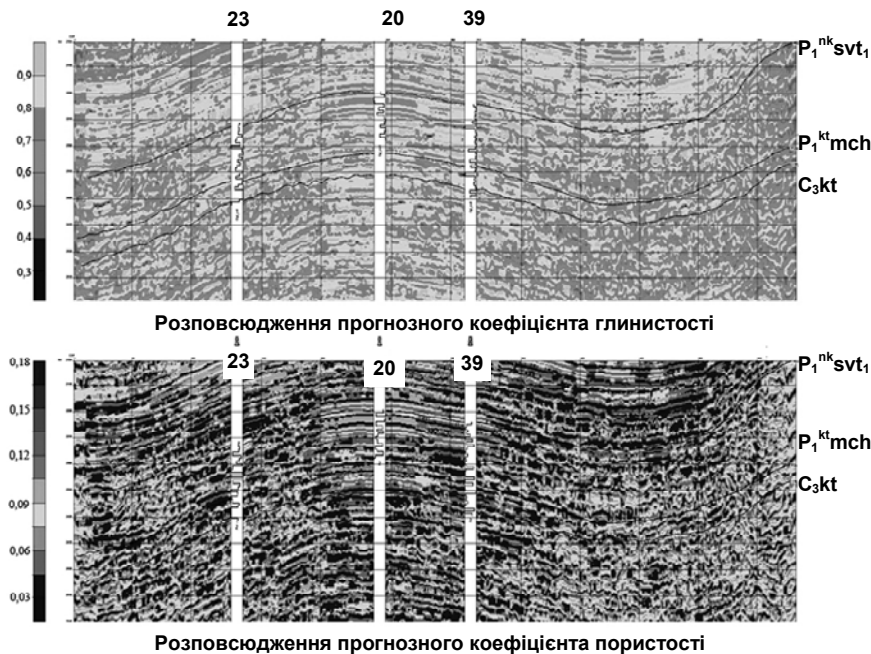 23 20 39
P₁ⁿᵏsvt₁
0,9
0,8
0,7
0,6
0,5
0,4
0,3
P₁ᵏᵗmch
C₃kt
Розповсюдження прогнозного коефіцієнта глинистості
23 20 39
P₁ⁿᵏsvt₁
0,18
0,15
0,12
0,09
0,06
0,03
P₁ᵏᵗmch
C₃kt
Розповсюдження прогнозного коефіцієнта пористості